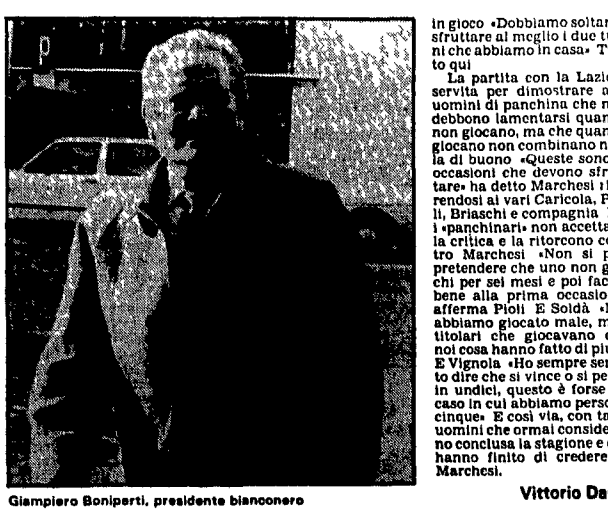 in gioco «Dobbiamo soltan
sfruttare al meglio i due tu
ni che abbiamo in casa» T
to qui
La partita con la Lazio
servita per dimostrare a
uomini di panchina che n
debbono lamentarsi quan
non giocano, ma che quan
giocano non combinano n
la di buono «Queste sono
occasioni che devono sfr
tare» ha detto Marchesi ri
rendosi ai vari Caricola, P
li, Briaschi e compagnia
i «panchinari» non accetta
la critica e la ritorcono co
tro Marchesi «Non si p
pretendere che uno non g
chi per sei mesi e poi fac
bene alla prima occasio
afferma Pioli E Soldà «
abbiamo giocato male, m
titolari che giocavano
noi cosa hanno fatto di più
E Vignola «Ho sempre sen
to dire che si vince o si pe
in undici, questo è forse
caso in cui abbiamo perso
cinque» E così via, con ta
uomini che ormai conside
no conclusa la stagione e
hanno finito di credere
Marchesi.
Vittorio Da
Giampiero Boniperti, presidente bianconero